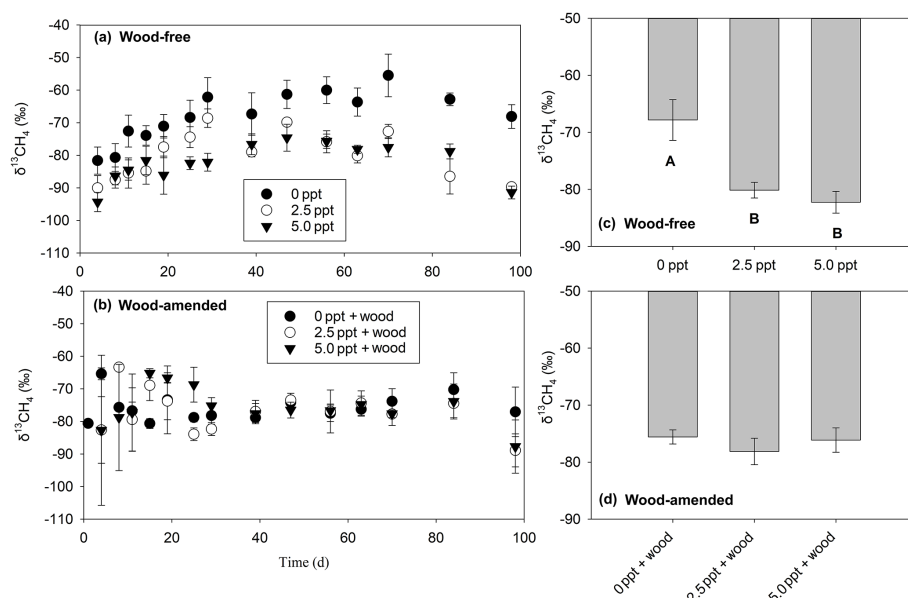 (a) Wood-free
δ13CH4 (‰)
-40
-50
-60
-70
-80
-90
-100
-110
0 ppt
2.5 ppt
5.0 ppt
0 20 40 60 80 100
(b) Wood-amended
δ13CH4 (‰)
-40
-50
-60
-70
-80
-90
-100
-110
0 ppt + wood
2.5 ppt + wood
5.0 ppt + wood
0 20 40 60 80 100
Time (d)
δ13CH4 (‰)
-50
-60
-70
-80
-90
A
B
B
(c) Wood-free
0 ppt 2.5 ppt 5.0 ppt
δ13CH4 (‰)
-50
-60
-70
-80
-90
(d) Wood-amended
0 ppt + wood
2.5 ppt + wood
5.0 ppt + wood